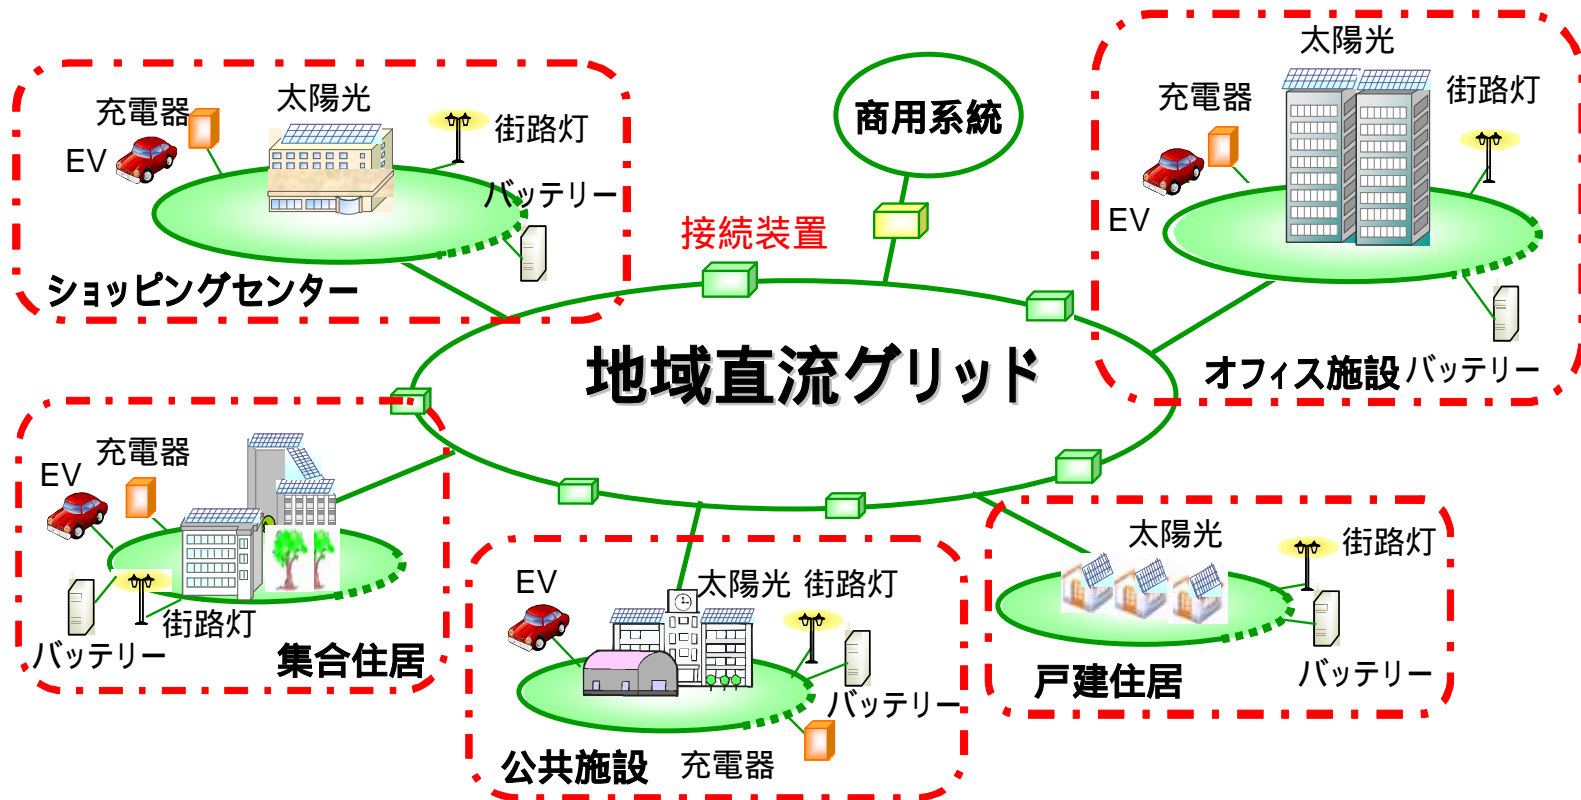 充電器
太陽光
街路灯
EV
バッテリー
ショッピングセンター
商用系統
接続装置
太陽光
充電器
街路灯
EV
オフィス施設
バッテリー
地域直流グリッド
充電器
EV
街路灯
バッテリー
集合住居
EV
太陽光
街路灯
バッテリー
公共施設
充電器
太陽光
街路灯
バッテリー
戸建住居